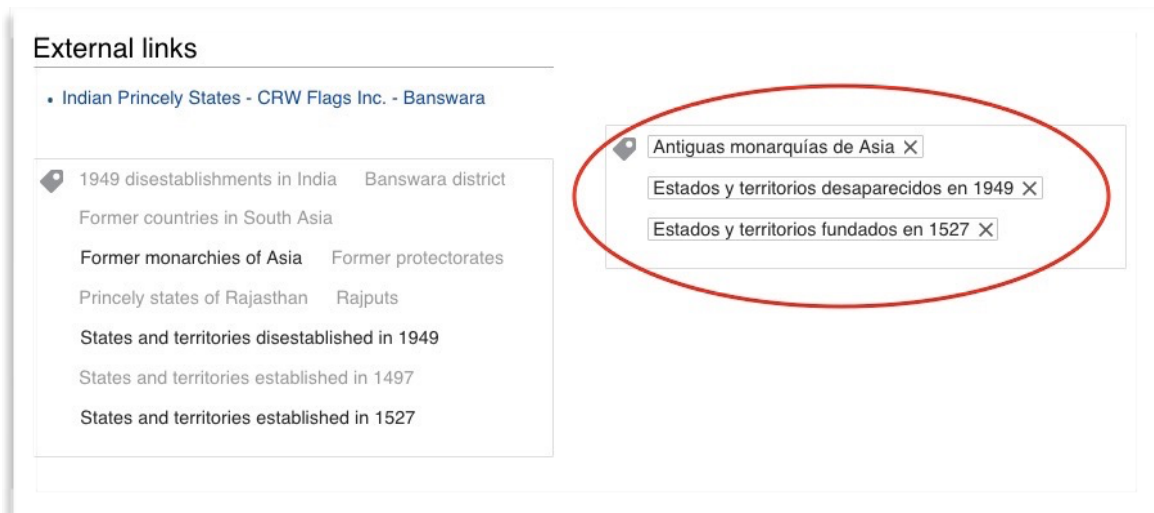 External links
• Indian Princely States - CRW Flags Inc. - Banswara
1949 disestablishments in India Banswara district
Former countries in South Asia
Former monarchies of Asia Former protectorates
Princely states of Rajasthan Rajputs
States and territories disestablished in 1949
States and territories established in 1497
States and territories established in 1527
Antiguas monarquías de Asia ×
Estados y territorios desaparecidos en 1949 ×
Estados y territorios fundados en 1527 ×